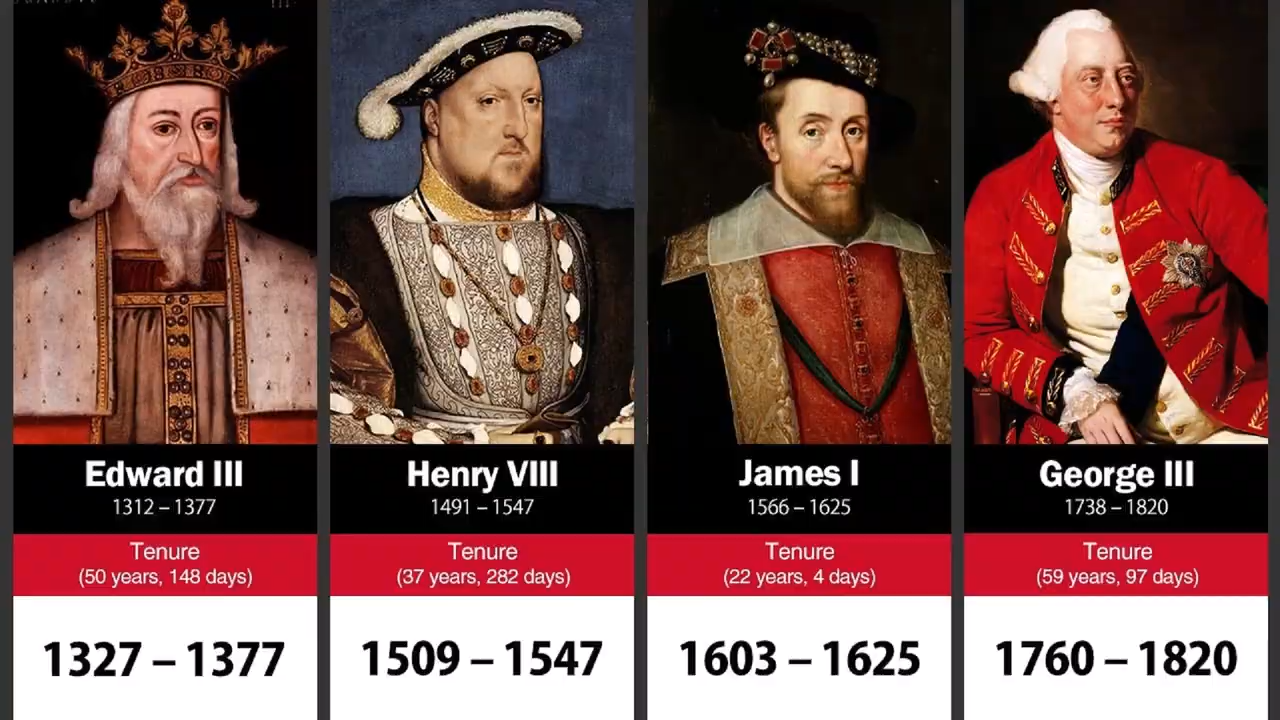 Edward III
1312 – 1377
Tenure
(50 years, 148 days)
1327 – 1377
Henry VIII
1491 – 1547
Tenure
(37 years, 282 days)
1509 – 1547
James I
1566 – 1625
Tenure
(22 years, 4 days)
1603 – 1625
George III
1738 – 1820
Tenure
(59 years, 97 days)
1760 – 1820